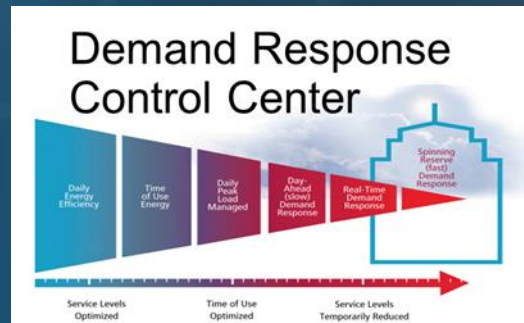 Demand Response
Control Center
Daily
Energy
Efficiency
Time
of Use
Energy
Daily
Peak
Load
Managed
Day-
Ahead
(slow)
Demand
Response
Real-Time
Demand
Response
Spinning
Reserve
(fast)
Demand
Response
Service Levels
Optimized
Time of Use
Optimized
Service Levels
Temporarily Reduced